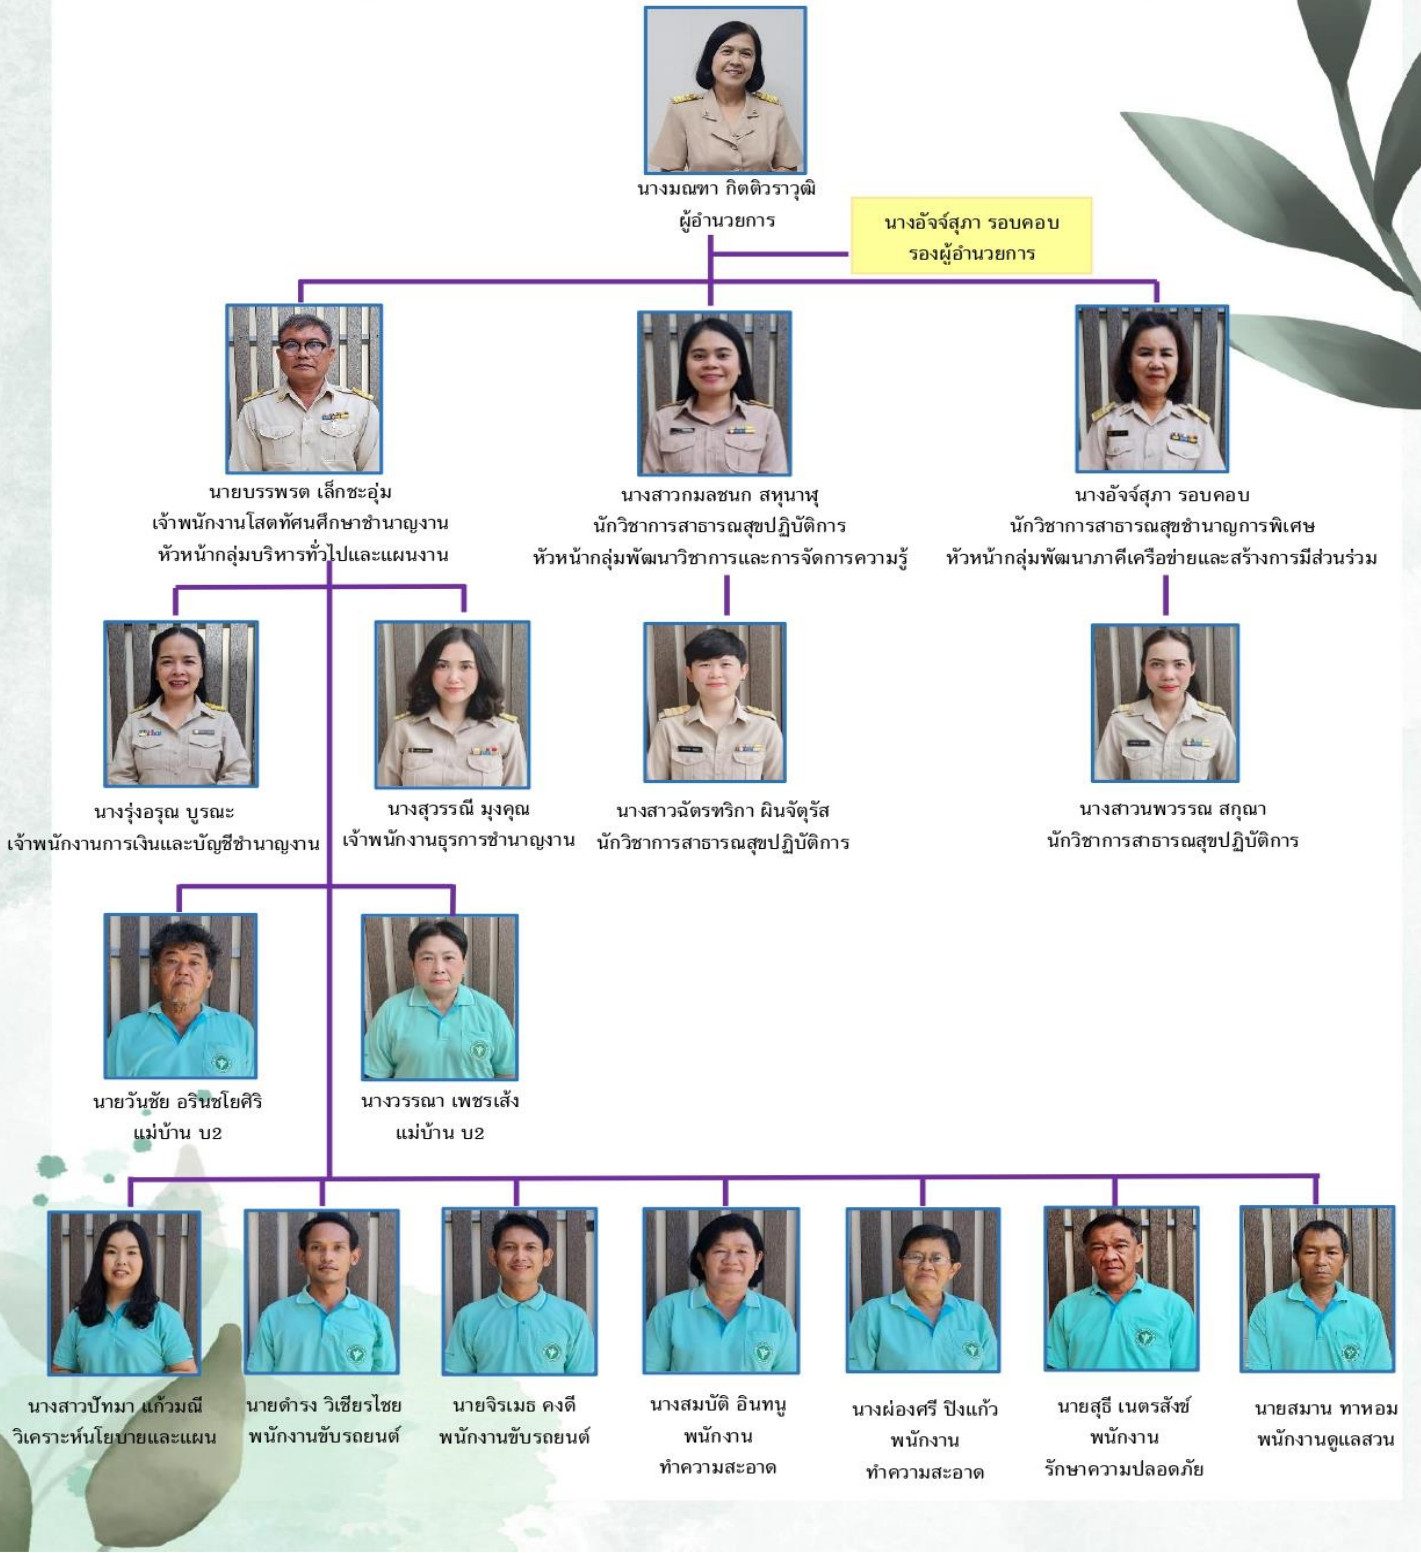 นางมณฑา กิตติวราวุฒิ
ผู้อำนวยการ
นางอัจจ์สุภา รอบคอบ
รองผู้อำนวยการ
นายบรรพรต เล็กชะอุ่ม
เจ้าพนักงานโสตทัศนศึกษาชำนาญงาน
หัวหน้ากลุ่มบริหารทั่วไปและแผนงาน
นางสาวกมลชนก สหุนาฬุ
นักวิชาการสาธารณสุขปฏิบัติการ
หัวหน้ากลุ่มพัฒนาวิชาการและการจัดการความรู้
นางอัจจ์สุภา รอบคอบ
นักวิชาการสาธารณสุขชำนาญการพิเศษ
หัวหน้ากลุ่มพัฒนาภาคีเครือข่ายและสร้างการมีส่วนร่วม
นางรุ่งอรุณ บูรณะ
เจ้าพนักงานการเงินและบัญชีชำนาญงาน
นางสุวรรณี มุงคุณ
เจ้าพนักงานธุรการชำนาญงาน
นางสาวฉัตรฑริกา ผินจัตุรัส
นักวิชาการสาธารณสุขปฏิบัติการ
นางสาวนพวรรณ สกุณา
นักวิชาการสาธารณสุขปฏิบัติการ
นายวันชัย อรินชโยศิริ
แม่บ้าน บ2
นางวรรณา เพชรเส้ง
แม่บ้าน บ2
นางสาวปัทมา แก้วมณี
วิเคราะห์นโยบายและแผน
นายดำรง วิเชียรไชย
พนักงานขับรถยนต์
นายจิรเมธ คงดี
พนักงานขับรถยนต์
นางสมบัติ อินทนู
พนักงาน
ทำความสะอาด
นางผ่องศรี ปิงแก้ว
พนักงาน
ทำความสะอาด
นายสุธี เนตรสังข์
พนักงาน
รักษาความปลอดภัย
นายสมาน ทาหอม
พนักงานดูแลสวน